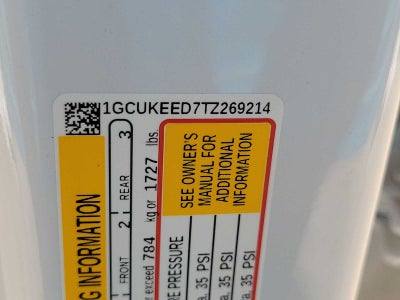 1GCUKEED7TZ269214
NG INFORMATION
FRONT 2 REAR 3
exceed 784 kg or 1727 lbs.
SEE OWNER'S
MANUAL FOR
ADDITIONAL
INFORMATION
PRESSURE
35 PSI
35 PSI
35 PSI